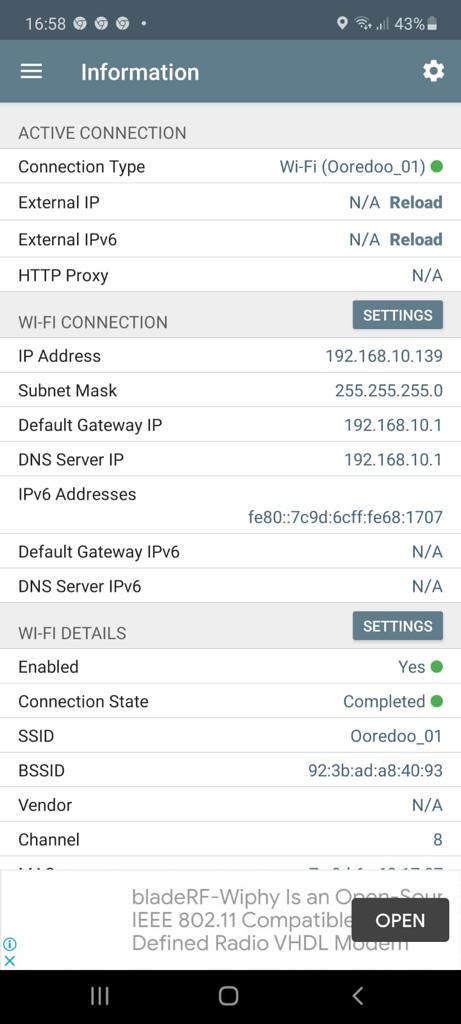 16:58 43%
Information
ACTIVE CONNECTION
Connection Type Wi-Fi (Ooredoo_01)
External IP N/A Reload
External IPv6 N/A Reload
HTTP Proxy N/A
WI-FI CONNECTION SETTINGS
IP Address 192.168.10.139
Subnet Mask 255.255.255.0
Default Gateway IP 192.168.10.1
DNS Server IP 192.168.10.1
IPv6 Addresses
fe80::7c9d:6cff:fe68:1707
Default Gateway IPv6 N/A
DNS Server IPv6 N/A
WI-FI DETAILS SETTINGS
Enabled Yes
Connection State Completed
SSID Ooredoo_01
BSSID 92:3b:ad:a8:40:93
Vendor N/A
Channel 8
bladeRF-Wiphy Is an Open-Sour
IEEE 802.11 Compatible OPEN
Defined Radio VHDL Modem